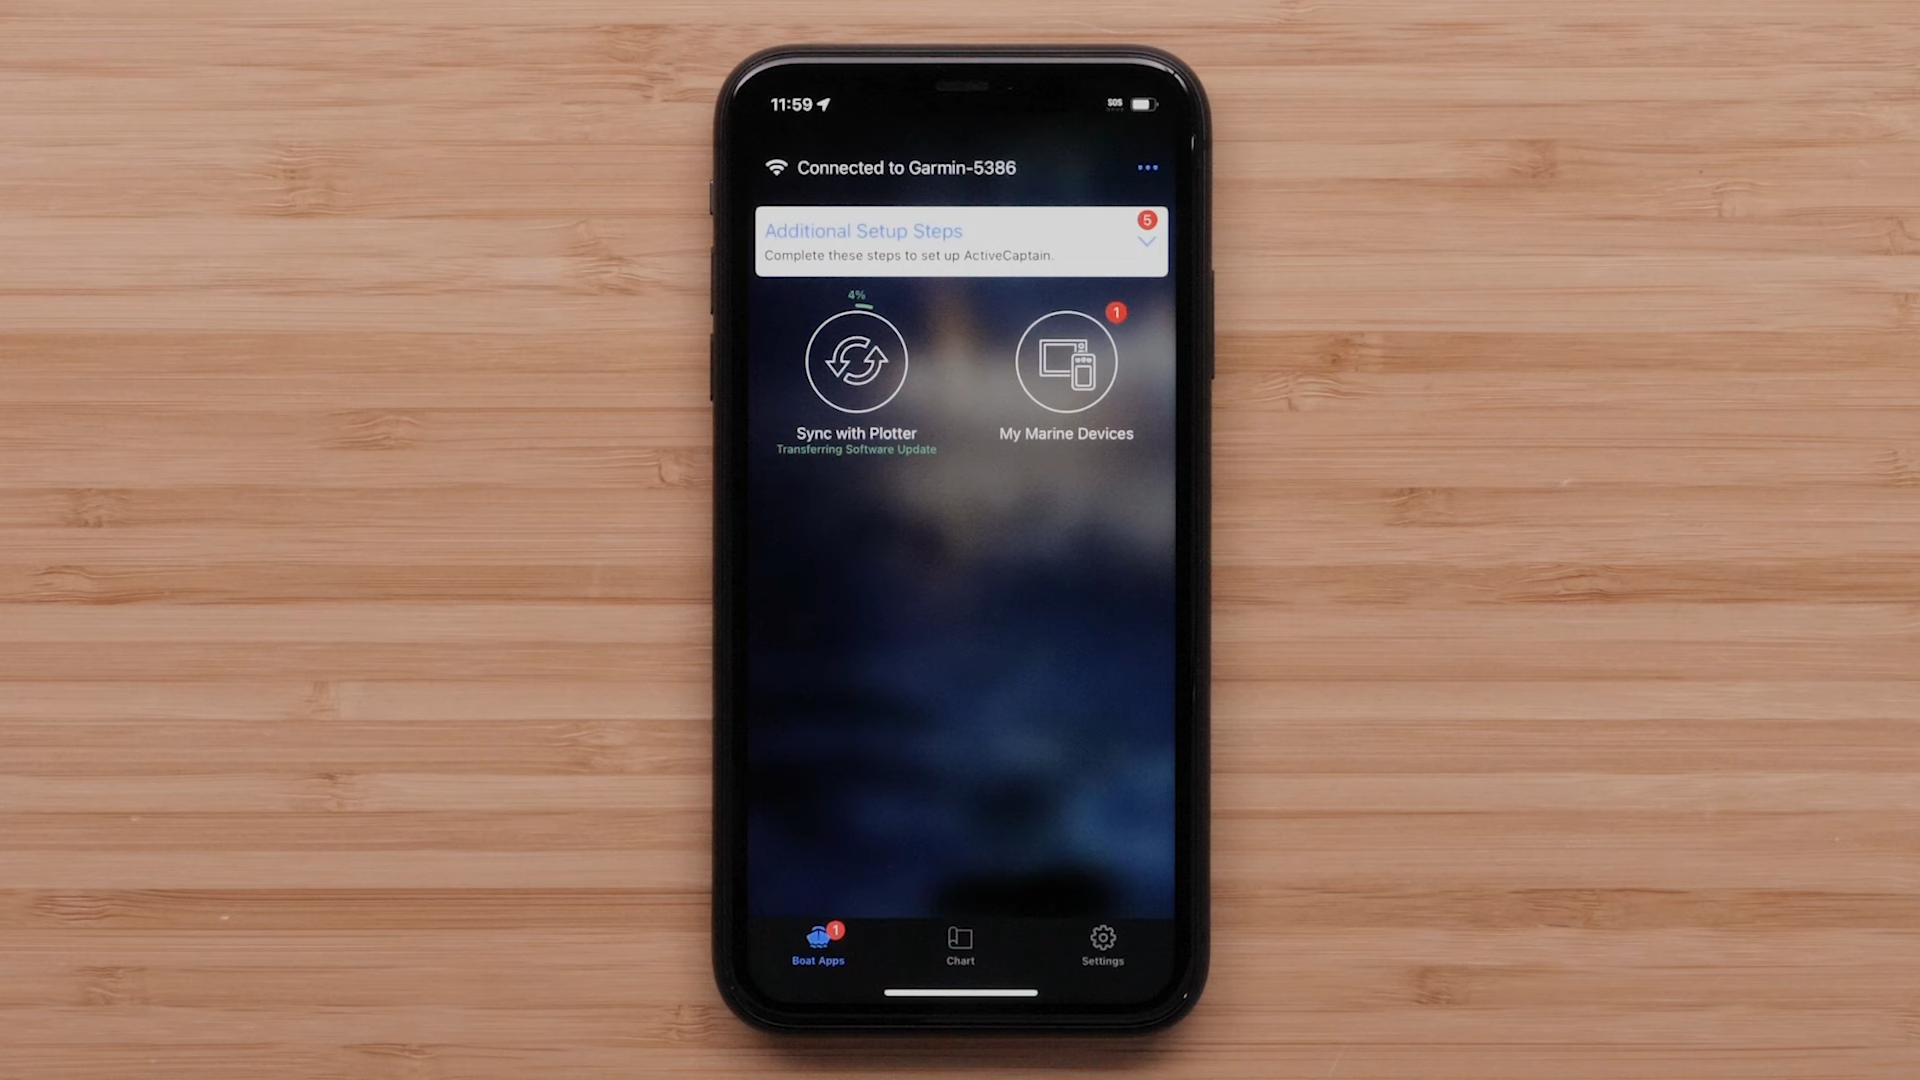 11:59
SOS
Connected to Garmin-5386
Additional Setup Steps
5
Complete these steps to set up ActiveCaptain.
4%
1
Sync with Plotter
Transferring Software Update
My Marine Devices
1
Boat Apps
Chart
Settings